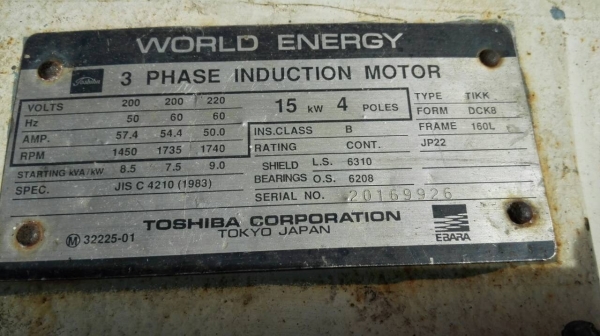 WORLD ENERGY
3 PHASE INDUCTION MOTOR
VOLTS 200 200 220
Hz 50 60 60
AMP. 57.4 54.4 50.0
RPM 1450 1735 1740
STARTING kVA/kW 8.5 7.5 9.0
SPEC. JIS C 4210 (1983)
15 kW 4 POLES
INS.CLASS B
RATING CONT.
SHIELD L.S. 6310
BEARINGS O.S. 6208
SERIAL NO. 20169926
TYPE TIKK
FORM DCK8
FRAME 160L
JP22
TOSHIBA CORPORATION
TOKYO JAPAN
M 32225-01
EBARA